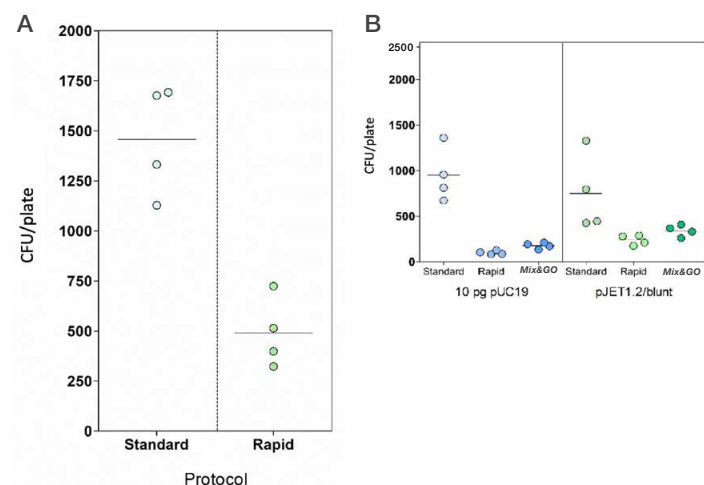 A
2000
1750
1500
1250
1000
750
500
250
0
CFU/plate
Standard Rapid
Protocol
B
2500
2000
1500
1000
500
0
CFU/plate
Standard Rapid Mix&GO Standard Rapid Mix&GO
10 pg pUC19 pJET1.2/blunt